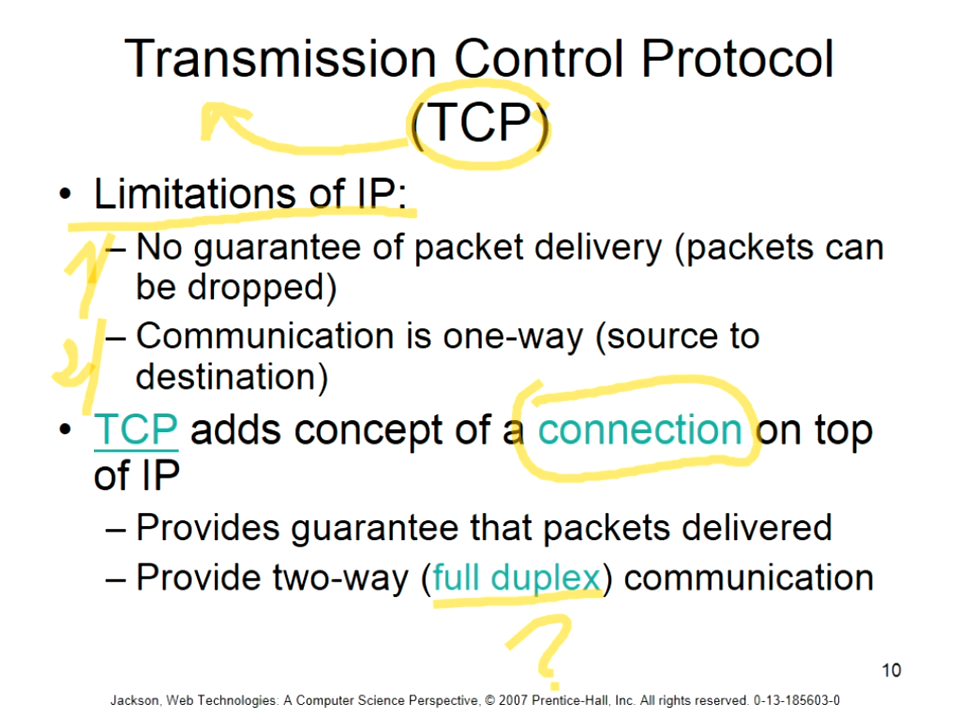 Transmission Control Protocol
(TCP)
• Limitations of IP:
1
– No guarantee of packet delivery (packets can
be dropped)
2
– Communication is one-way (source to
destination)
• TCP adds concept of a connection on top
of IP
– Provides guarantee that packets delivered
– Provide two-way (full duplex) communication
?
10
Jackson, Web Technologies: A Computer Science Perspective, © 2007 Prentice-Hall, Inc. All rights reserved. 0-13-185603-0